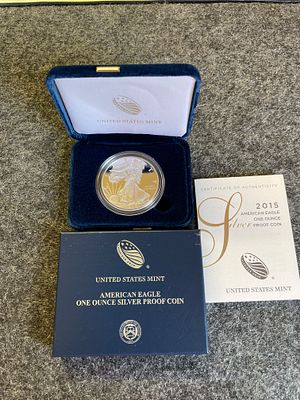 UNITED STATES MINT
CERTIFICATE OF AUTHENTICITY
2015
AMERICAN EAGLE
ONE OUNCE
Silver PROOF COIN
UNITED STATES MINT
UNITED STATES MINT
AMERICAN EAGLE
ONE OUNCE SILVER PROOF COIN